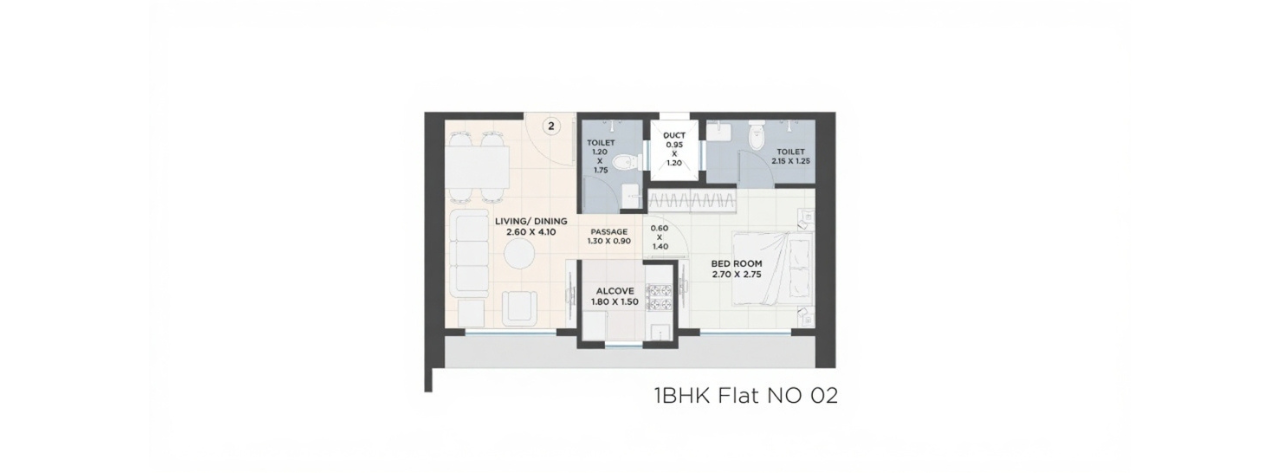 2
TOILET
1.20
X
1.75
DUCT
0.95
X
1.20
TOILET
2.15 X 1.25
LIVING/ DINING
2.60 X 4.10
PASSAGE
1.30 X 0.90
0.60
X
1.40
BED ROOM
2.70 X 2.75
ALCOVE
1.80 X 1.50
1BHK Flat NO 02